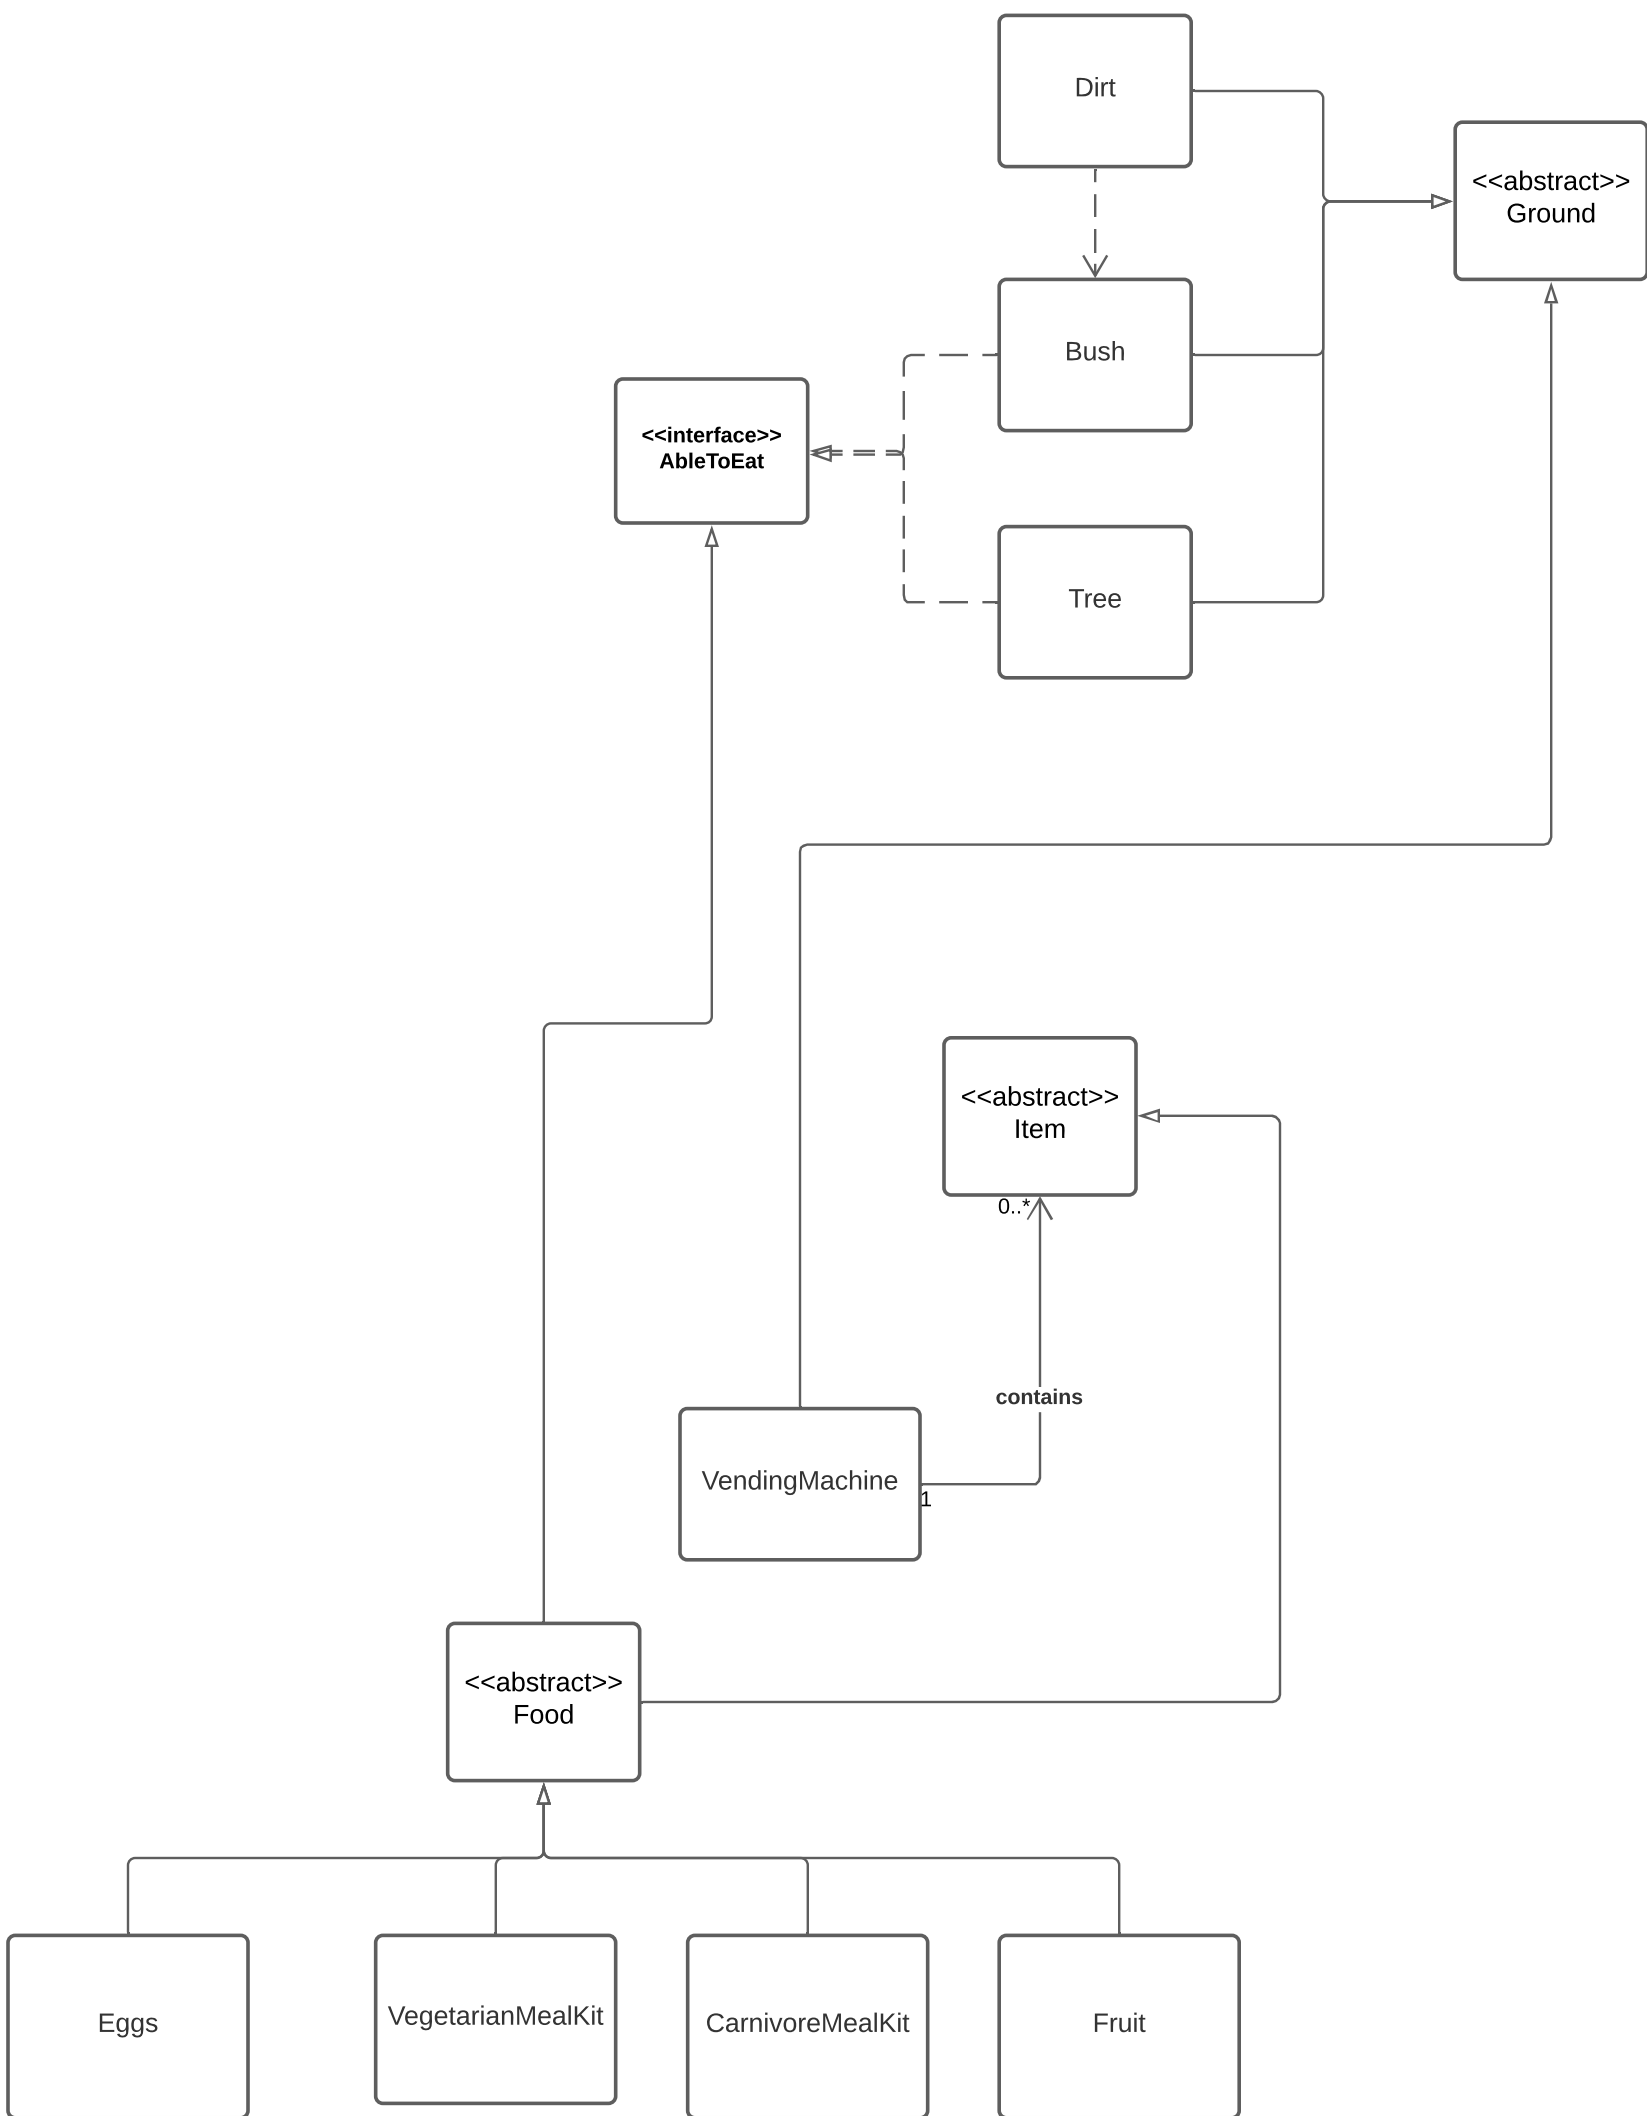 Dirt
<<abstract>>
Ground
Bush
<<interface>>
AbleToEat
Tree
<<abstract>>
Item
0..*
contains
VendingMachine
1
<<abstract>>
Food
Eggs
VegetarianMealKit
CarnivoreMealKit
Fruit